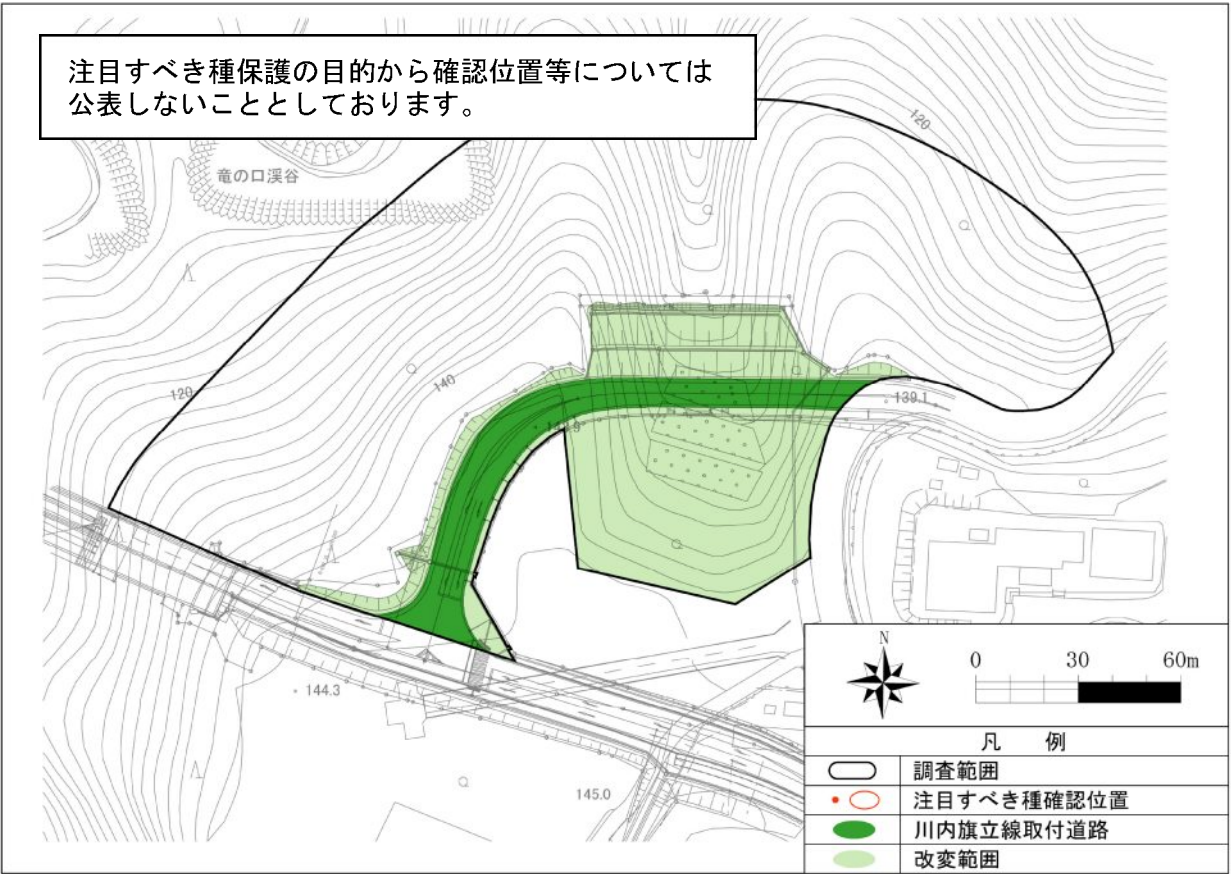 注目すべき種保護の目的から確認位置等については
公表しないこととしております。
120
竜の口渓谷
120
140
139.1
144.3
145.0
N
0 30 60m
凡 例
調査範囲
注目すべき種確認位置
川内旗立線取付道路
改変範囲